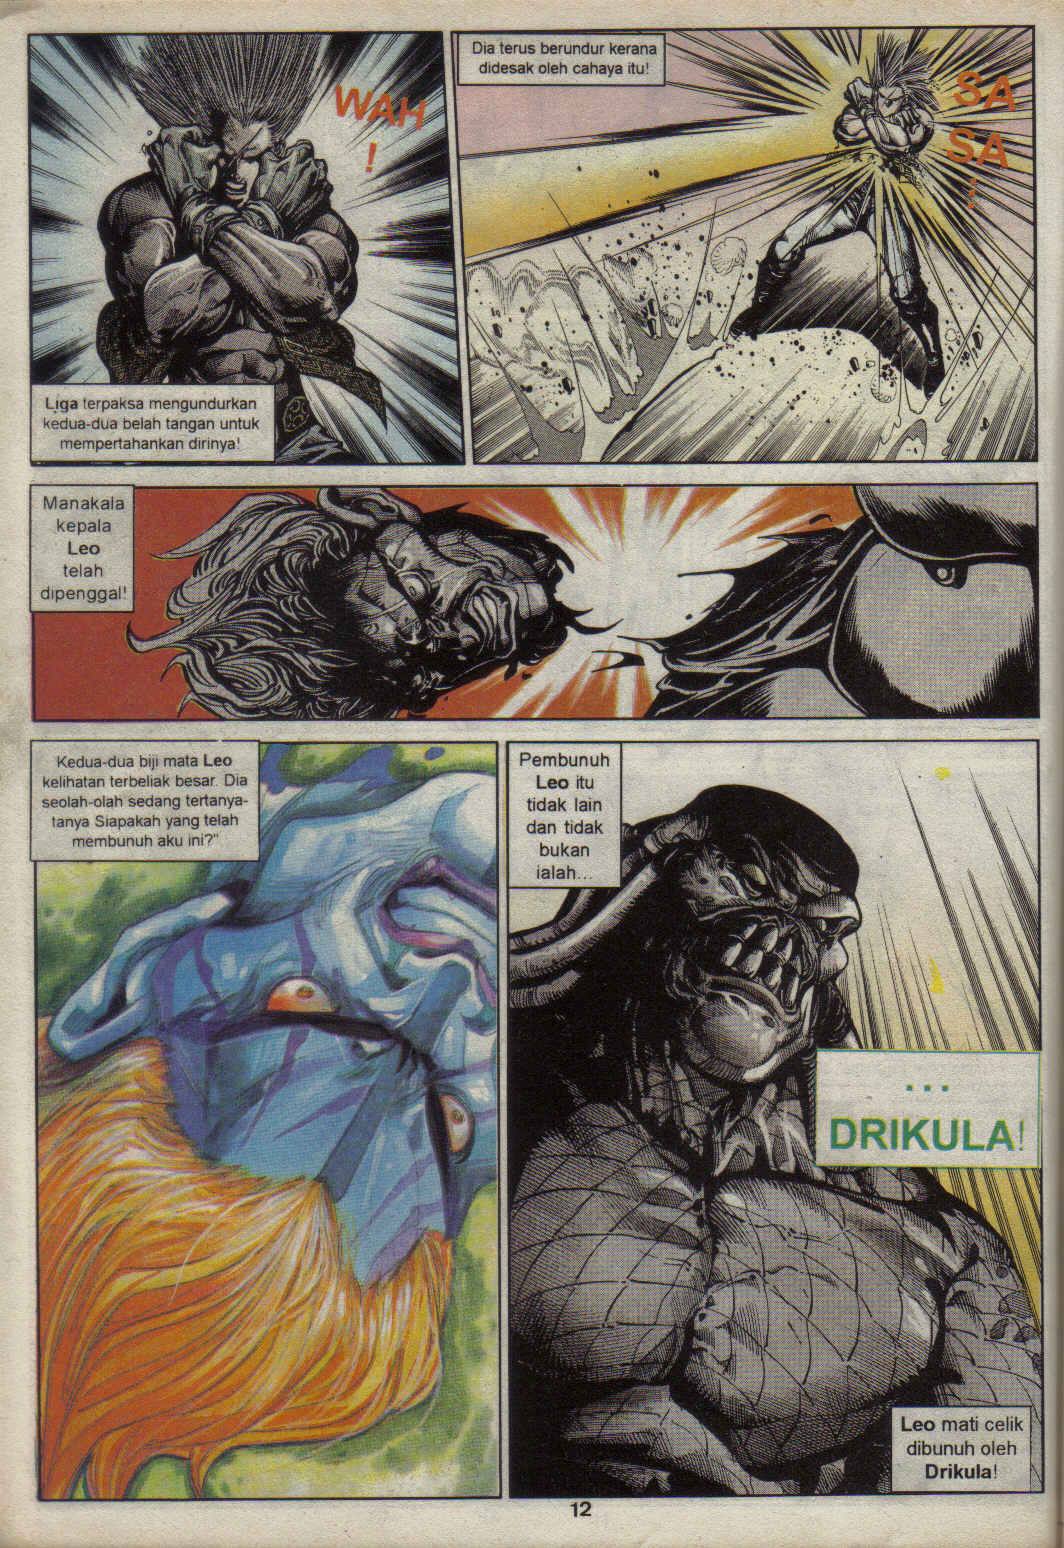 WAH
!
Liga terpaksa mengundurkan
kedua-dua belah tangan untuk
mempertahankan dirinya!
Dia terus berundur kerana
didesak oleh cahaya itu!
SA
SA
!
Manakala
kepala
Leo
telah
dipenggal!
Kedua-dua biji mata Leo
kelihatan terbeliak besar. Dia
seolah-olah sedang tertanya-
tanya Siapakah yang telah
membunuh aku ini?"
Pembunuh
Leo itu
tidak lain
dan tidak
bukan
ialah...
...
DRIKULA!
Leo mati celik
dibunuh oleh
Drikula!
12